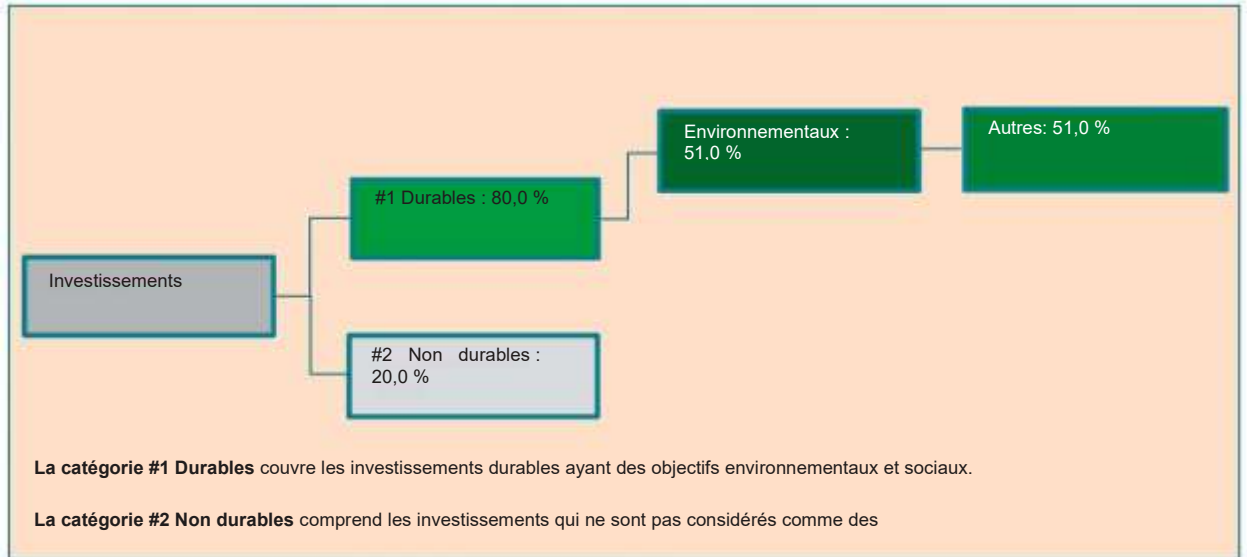 Environnementaux :
51,0 %
Autres: 51,0 %
#1 Durables : 80,0 %
Investissements
#2 Non durables :
20,0 %
La catégorie #1 Durables couvre les investissements durables ayant des objectifs environnementaux et sociaux.
La catégorie #2 Non durables comprend les investissements qui ne sont pas considérés comme des